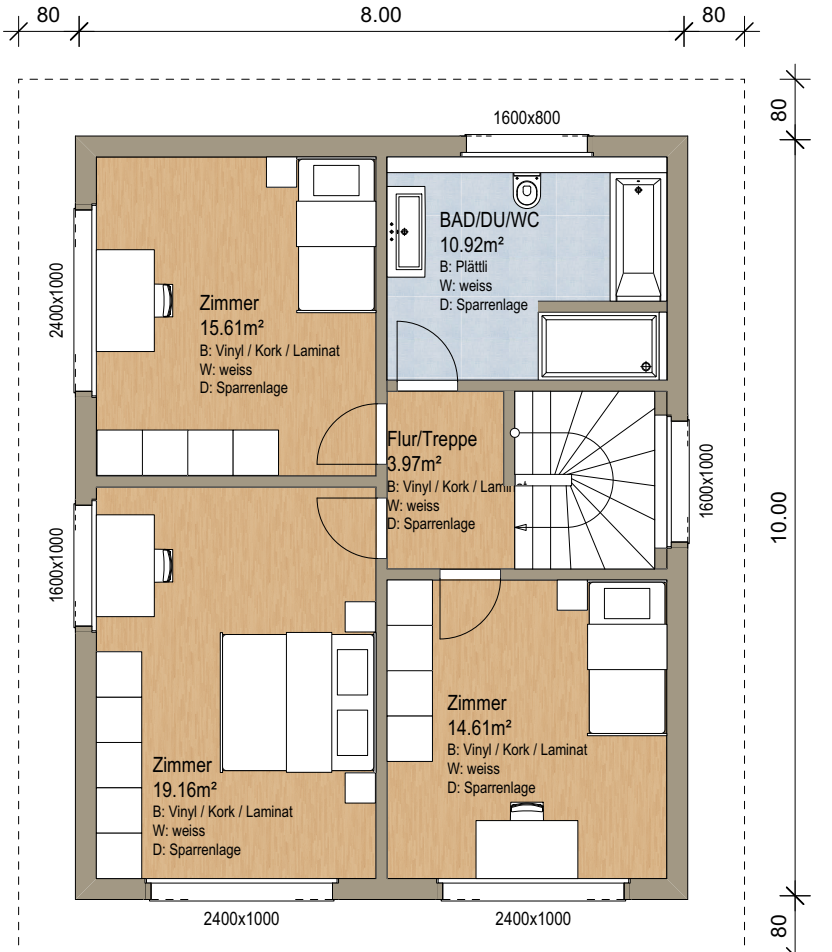 80
8.00
80
80
1600x800
BAD/DU/WC
10.92m²
B: Plättli
W: weiss
D: Sparrenlage
2400x1000
Zimmer
15.61m²
B: Vinyl / Kork / Laminat
W: weiss
D: Sparrenlage
Flur/Treppe
3.97m²
B: Vinyl / Kork / Laminat
W: weiss
D: Sparrenlage
1600x1000
10.00
1600x1000
Zimmer
14.61m²
B: Vinyl / Kork / Laminat
W: weiss
D: Sparrenlage
Zimmer
19.16m²
B: Vinyl / Kork / Laminat
W: weiss
D: Sparrenlage
2400x1000
2400x1000
80